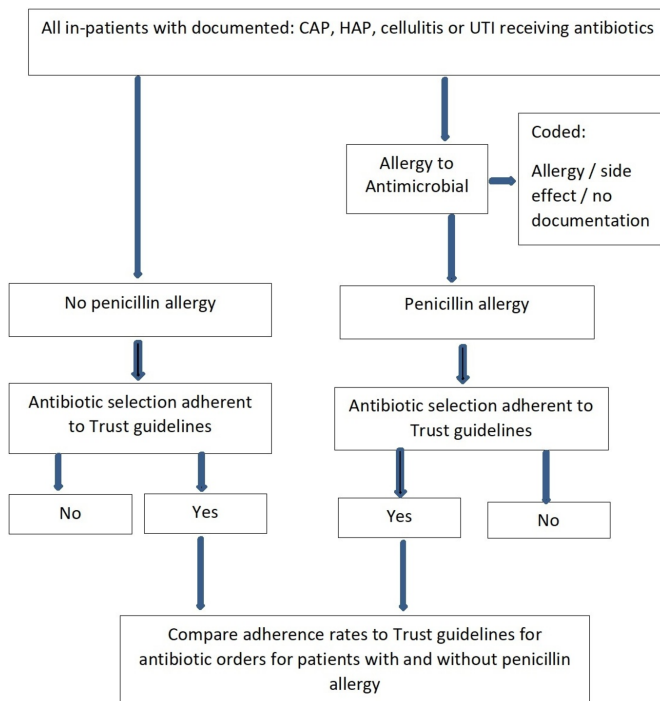 All in-patients with documented: CAP, HAP, cellulitis or UTI receiving antibiotics
Coded:
Allergy / side
effect / no
documentation
Allergy to
Antimicrobial
No penicillin allergy
Penicillin allergy
Antibiotic selection adherent
to Trust guidelines
Antibiotic selection adherent to
Trust guidelines
No
Yes
Yes
No
Compare adherence rates to Trust guidelines for
antibiotic orders for patients with and without penicillin
allergy